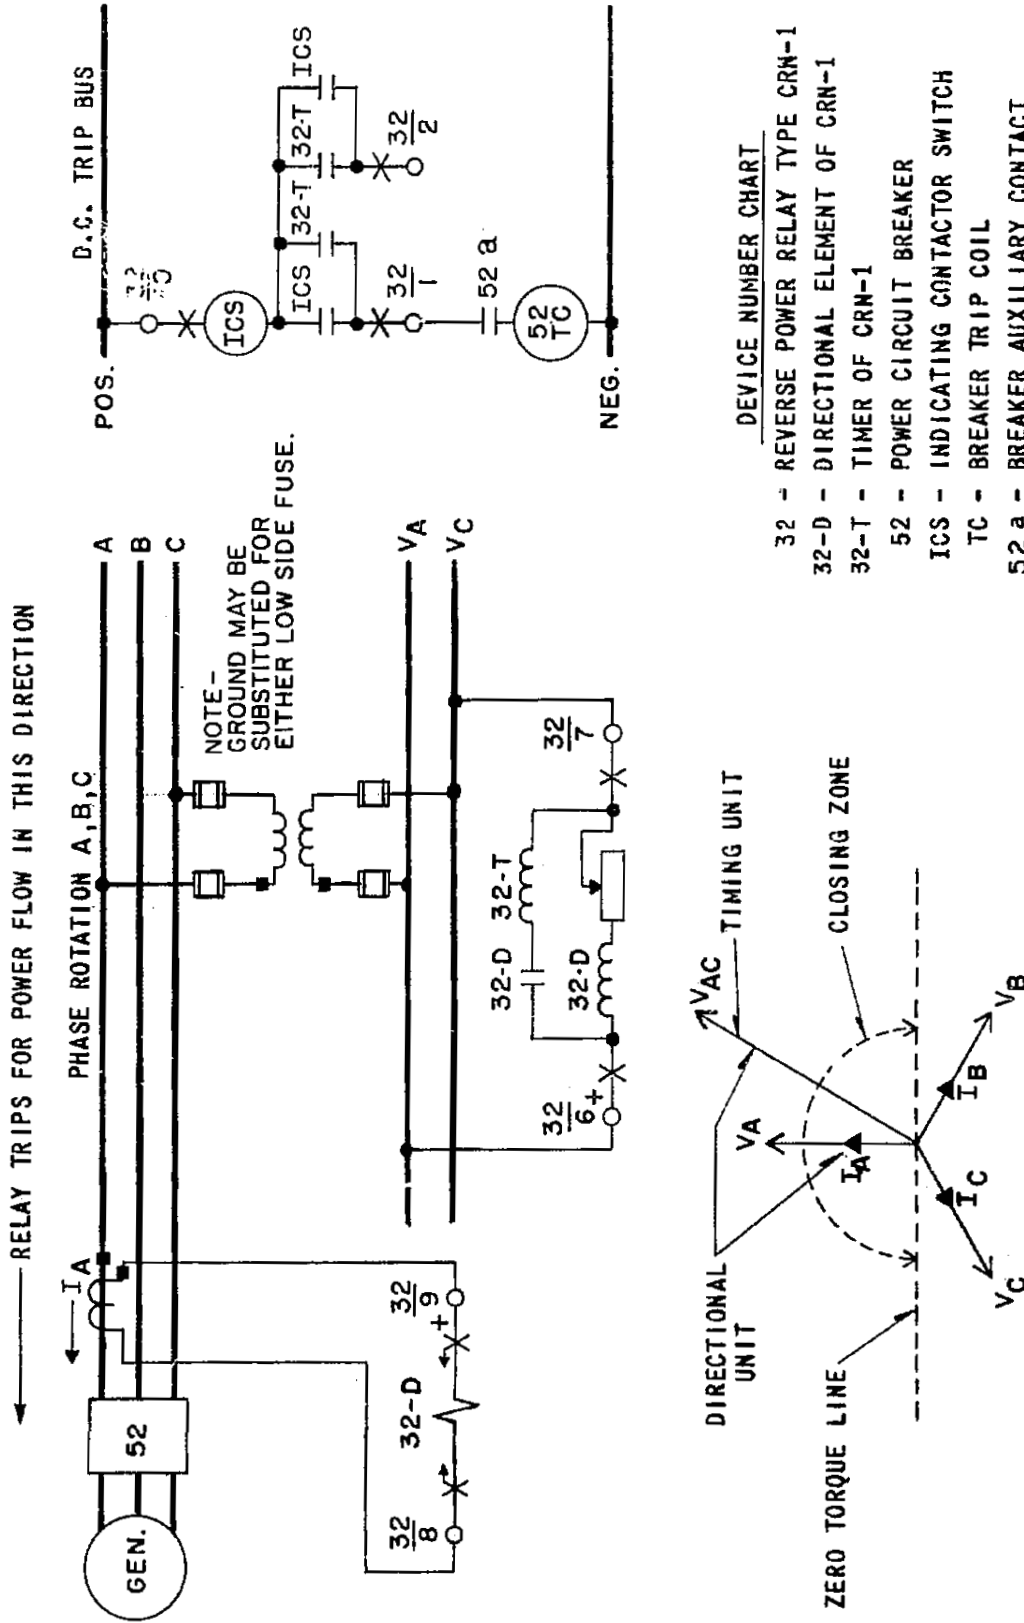 RELAY TRIPS FOR POWER FLOW IN THIS DIRECTION
PHASE ROTATION A,B,C
I A
GEN.
52
A
B
C
NOTE-
GROUND MAY BE
SUBSTITUTED FOR
EITHER LOW SIDE FUSE.
VA
VC
32
8
32-D
+
32
9
32
6
+
32-D
32-T
32-D
32
7
D.C. TRIP BUS
POS.
ICS
ICS
32-T
32-T
ICS
32
1
32
2
52 a
52
TC
NEG.
DIRECTIONAL
UNIT
VA
IA
VAC
TIMING UNIT
CLOSING ZONE
IB
VB
IC
VC
ZERO TORQUE LINE
DEVICE NUMBER CHART
32 - REVERSE POWER RELAY TYPE CRN-1
32-D - DIRECTIONAL ELEMENT OF CRN-1
32-T - TIMER OF CRN-1
52 - POWER CIRCUIT BREAKER
ICS - INDICATING CONTACTOR SWITCH
TC - BREAKER TRIP COIL
52 a - BREAKER AUXILIARY CONTACT